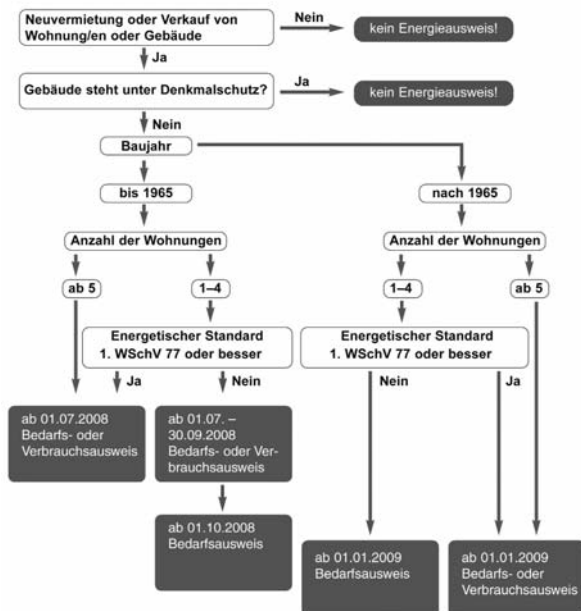 Neuvermietung oder Verkauf von
Wohnung/en oder Gebäude
Nein
kein Energieausweis!
Ja
Gebäude steht unter Denkmalschutz?
Ja
kein Energieausweis!
Nein
Baujahr
bis 1965
nach 1965
Anzahl der Wohnungen
Anzahl der Wohnungen
ab 5
1–4
1–4
ab 5
Energetischer Standard
1. WSchV 77 oder besser
Energetischer Standard
1. WSchV 77 oder besser
Ja
Nein
Nein
Ja
ab 01.07.2008
Bedarfs- oder
Verbrauchsausweis
ab 01.07. –
30.09.2008
Bedarfs- oder Ver-
brauchsausweis
ab 01.10.2008
Bedarfsausweis
ab 01.01.2009
Bedarfsausweis
ab 01.01.2009
Bedarfs- oder
Verbrauchsausweis